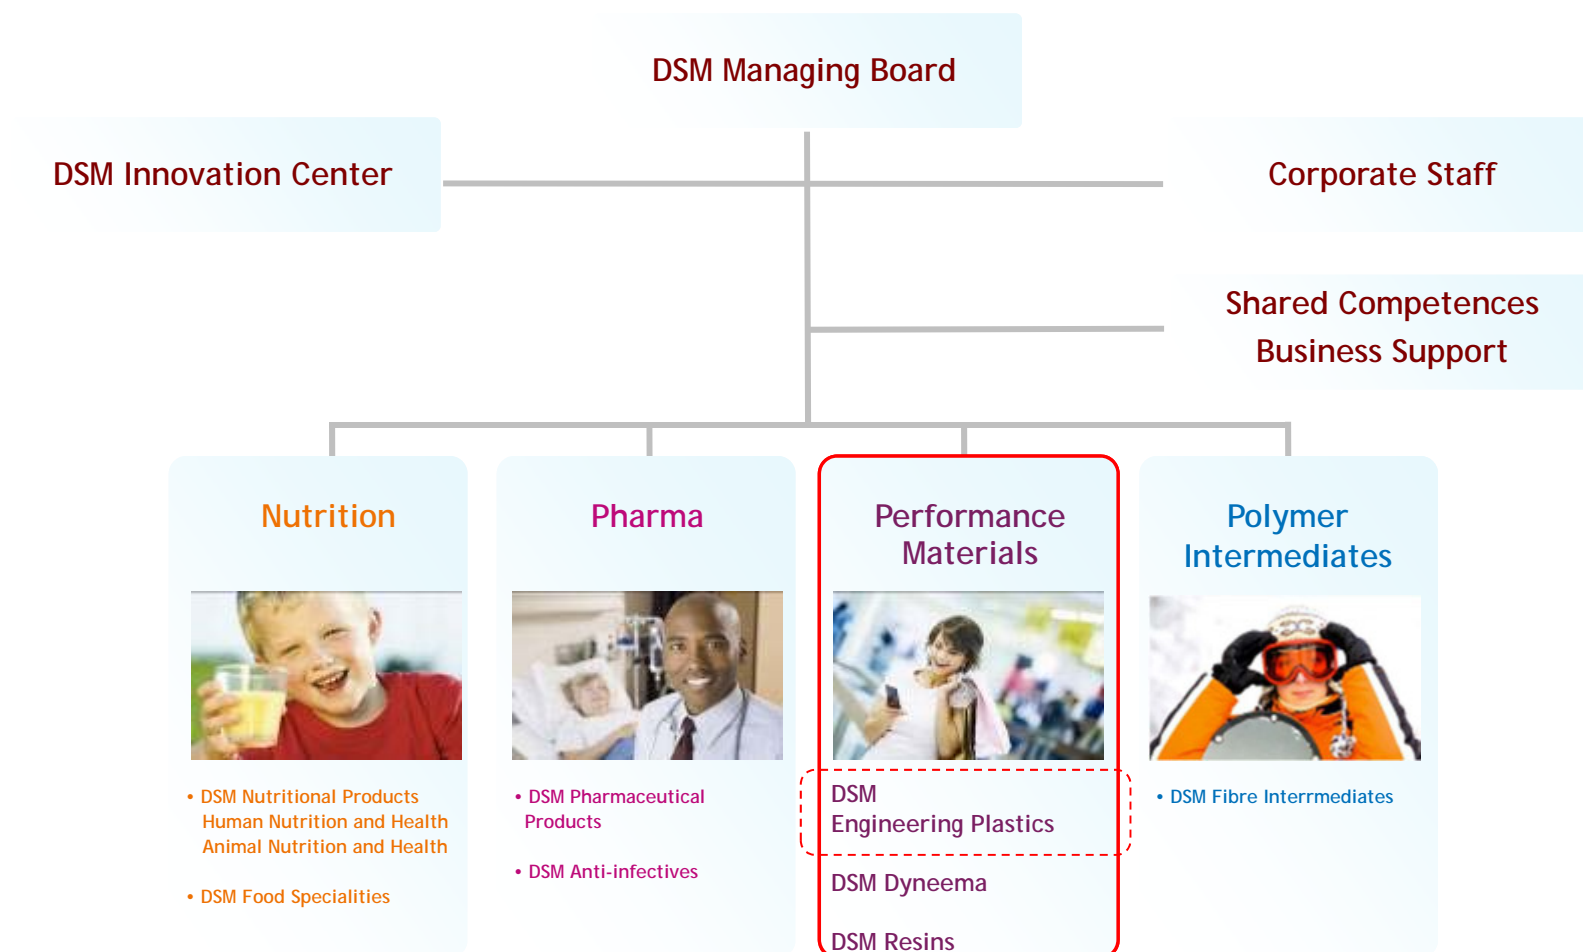 DSM Managing Board
DSM Innovation Center
Corporate Staff
Shared Competences
Business Support
Nutrition
Pharma
Performance
Materials
Polymer
Intermediates
• DSM Nutritional Products
Human Nutrition and Health
Animal Nutrition and Health
• DSM Food Specialities
• DSM Pharmaceutical
Products
• DSM Anti-infectives
DSM
Engineering Plastics
DSM Dyneema
DSM Resins
• DSM Fibre Interrmediates